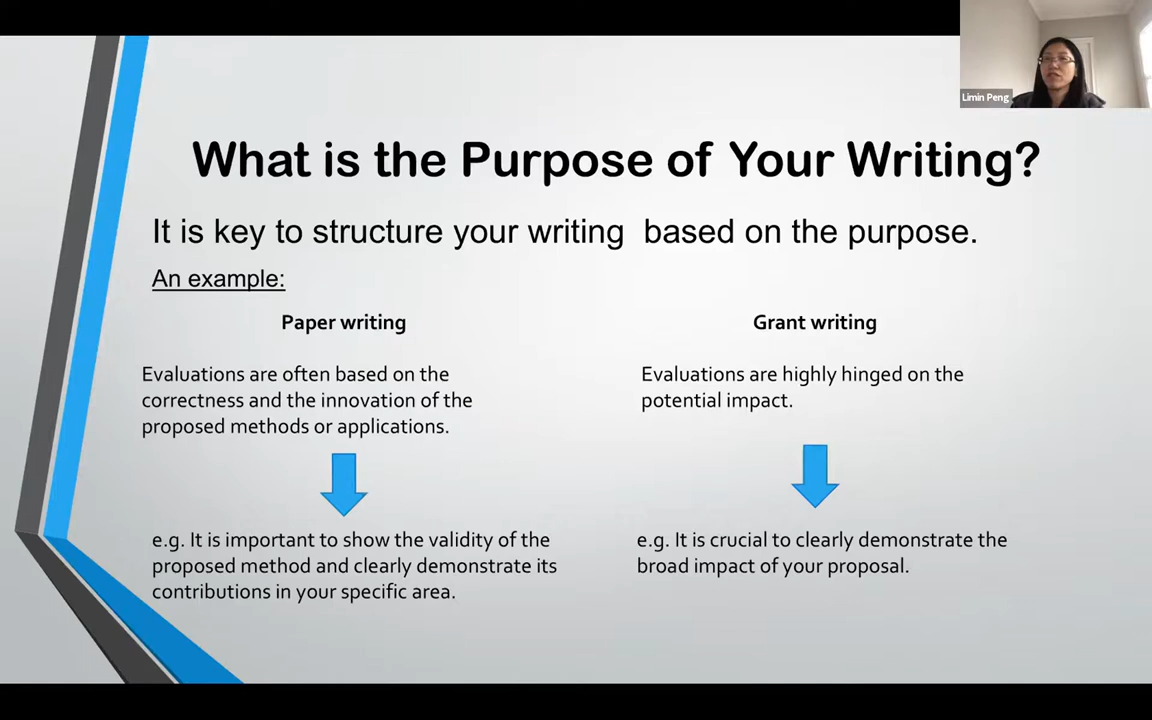 Limin Peng
What is the Purpose of Your Writing?
It is key to structure your writing  based on the purpose.
An example:
Paper writing
Evaluations are often based on the
correctness and the innovation of the
proposed methods or applications.
e.g. It is important to show the validity of the
proposed method and clearly demonstrate its
contributions in your specific area.
Grant writing
Evaluations are highly hinged on the
potential impact.
e.g. It is crucial to clearly demonstrate the
broad impact of your proposal.